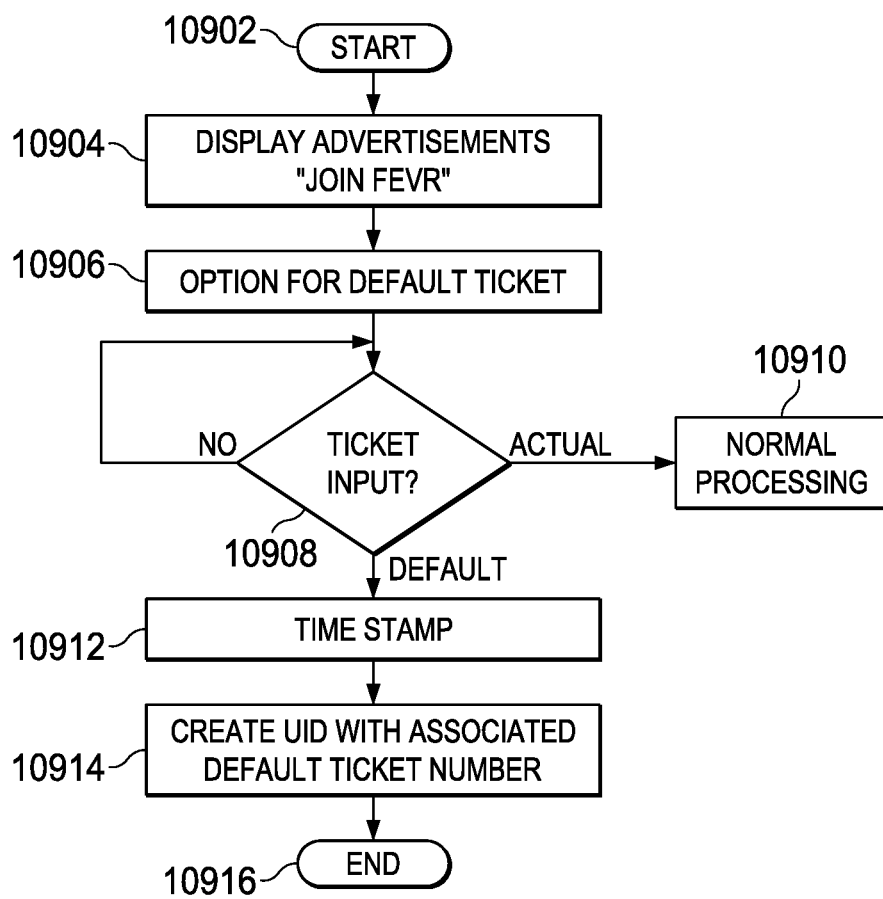 10902
START
10904
DISPLAY ADVERTISEMENTS
"JOIN FEVR"
10906
OPTION FOR DEFAULT TICKET
10910
NO
TICKET
INPUT?
ACTUAL
NORMAL
PROCESSING
10908
DEFAULT
10912
TIME STAMP
10914
CREATE UID WITH ASSOCIATED
DEFAULT TICKET NUMBER
10916
END